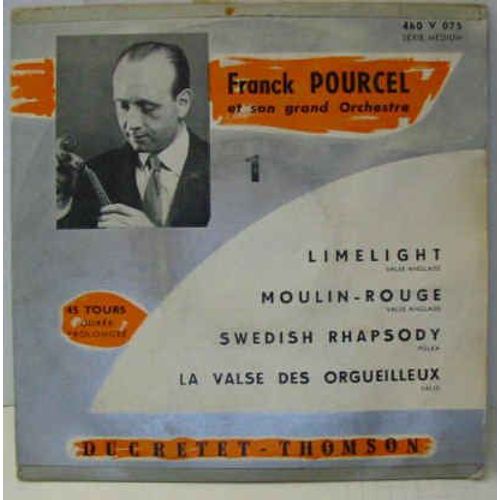 460 V 075
SÉRIE MEDIUM
Franck POURCEL
et son grand Orchestre
1
LIMELIGHT
VALSE ANGLAISE
MOULIN-ROUGE
VALSE ANGLAISE
45 TOURS
DURÉE
PROLONGÉE
SWEDISH RHAPSODY
POLKA
LA VALSE DES ORGUEILLEUX
VALSE
DUCRETET-THOMSON